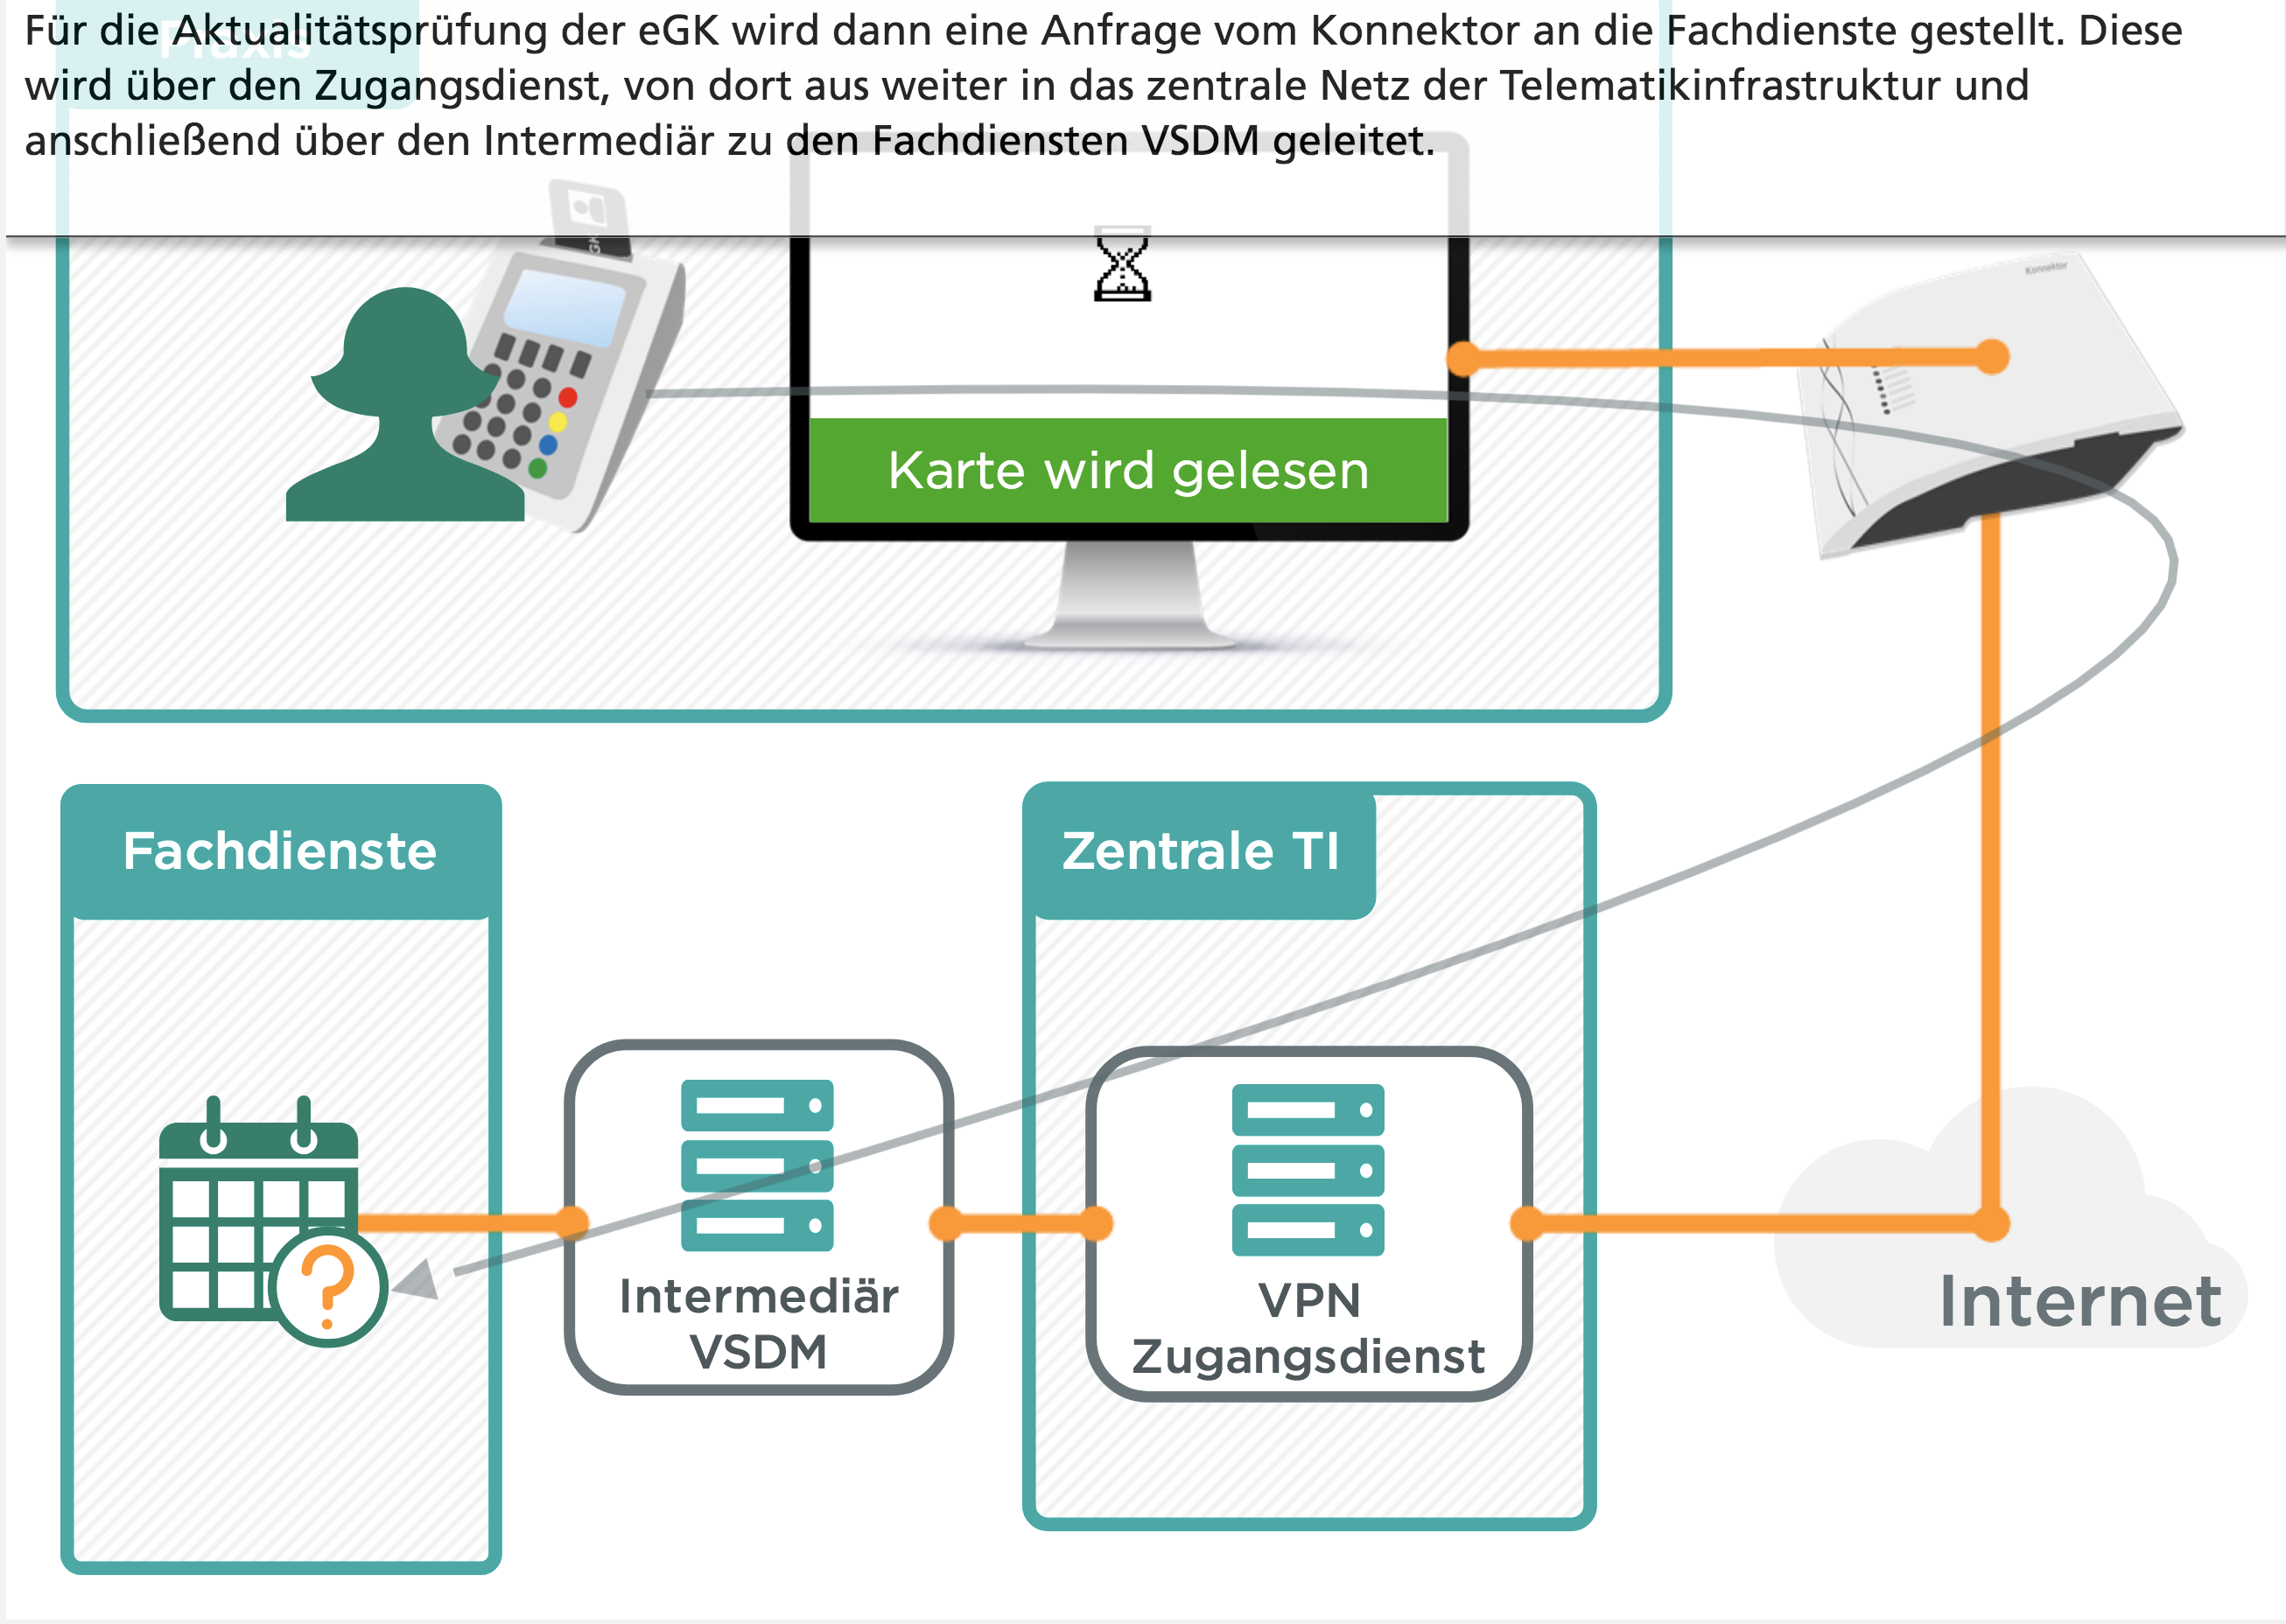 Für die Aktualitätsprüfung der eGK wird dann eine Anfrage vom Konnektor an die Fachdienste gestellt. Diese
wird über den Zugangsdienst, von dort aus weiter in das zentrale Netz der Telematikinfrastruktur und
anschließend über den Intermediär zu den Fachdiensten VSDM geleitet.
Praxis
GK
Konnektor
Karte wird gelesen
Fachdienste
Zentrale TI
Intermediär
VSDM
VPN
Zugangsdienst
Internet
?